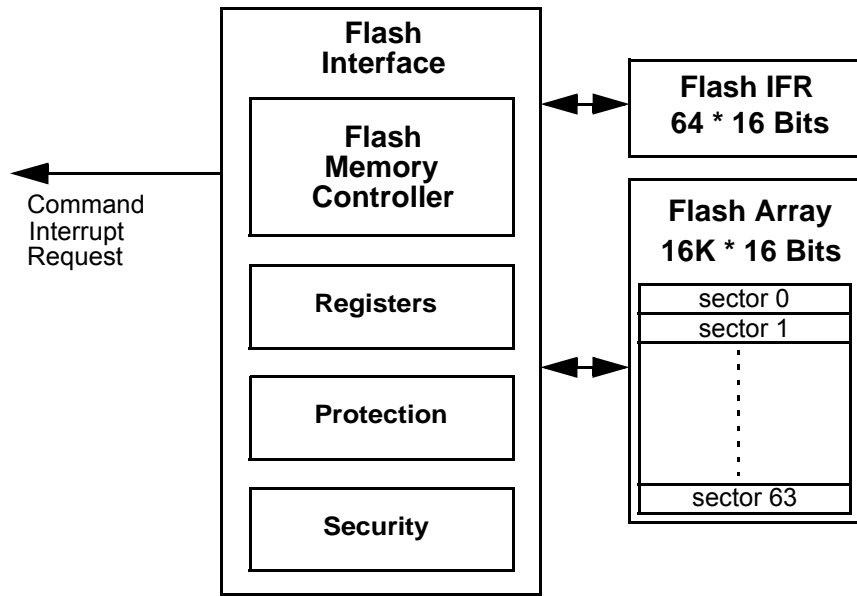 Flash
Interface
Flash
Memory
Controller
Registers
Protection
Security
Command
Interrupt
Request
Flash IFR
64 * 16 Bits
Flash Array
16K * 16 Bits
sector 0
sector 1
sector 63